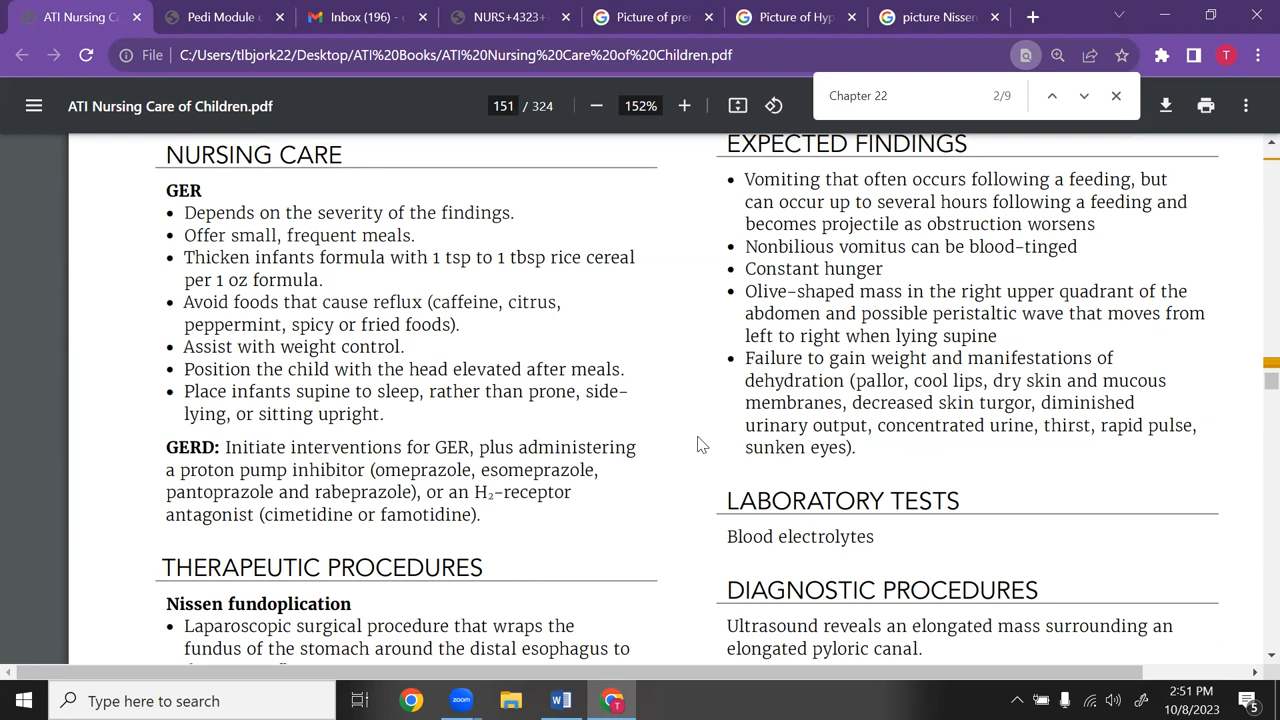 ATI Nursing Ca
Pedi Module
Inbox (196) -
NURS+4323+
Picture of pre
Picture of Hyp
picture Nissen
File
C:/Users/tlbjork22/Desktop/ATI%20Books/ATI%20Nursing%20Care%20of%20Children.pdf
T
ATI Nursing Care of Children.pdf
151 / 324
152%
Chapter 22
2/9
NURSING CARE
GER
• Depends on the severity of the findings.
• Offer small, frequent meals.
• Thicken infants formula with 1 tsp to 1 tbsp rice cereal
per 1 oz formula.
• Avoid foods that cause reflux (caffeine, citrus,
peppermint, spicy or fried foods).
• Assist with weight control.
• Position the child with the head elevated after meals.
• Place infants supine to sleep, rather than prone, side-
lying, or sitting upright.
GERD: Initiate interventions for GER, plus administering
a proton pump inhibitor (omeprazole, esomeprazole,
pantoprazole and rabeprazole), or an H₂-receptor
antagonist (cimetidine or famotidine).
THERAPEUTIC PROCEDURES
Nissen fundoplication
• Laparoscopic surgical procedure that wraps the
fundus of the stomach around the distal esophagus to
EXPECTED FINDINGS
• Vomiting that often occurs following a feeding, but
can occur up to several hours following a feeding and
becomes projectile as obstruction worsens
• Nonbilious vomitus can be blood-tinged
• Constant hunger
• Olive-shaped mass in the right upper quadrant of the
abdomen and possible peristaltic wave that moves from
left to right when lying supine
• Failure to gain weight and manifestations of
dehydration (pallor, cool lips, dry skin and mucous
membranes, decreased skin turgor, diminished
urinary output, concentrated urine, thirst, rapid pulse,
sunken eyes).
LABORATORY TESTS
Blood electrolytes
DIAGNOSTIC PROCEDURES
Ultrasound reveals an elongated mass surrounding an
elongated pyloric canal.
Type here to search
zoom
T
2:51 PM
10/8/2023
5